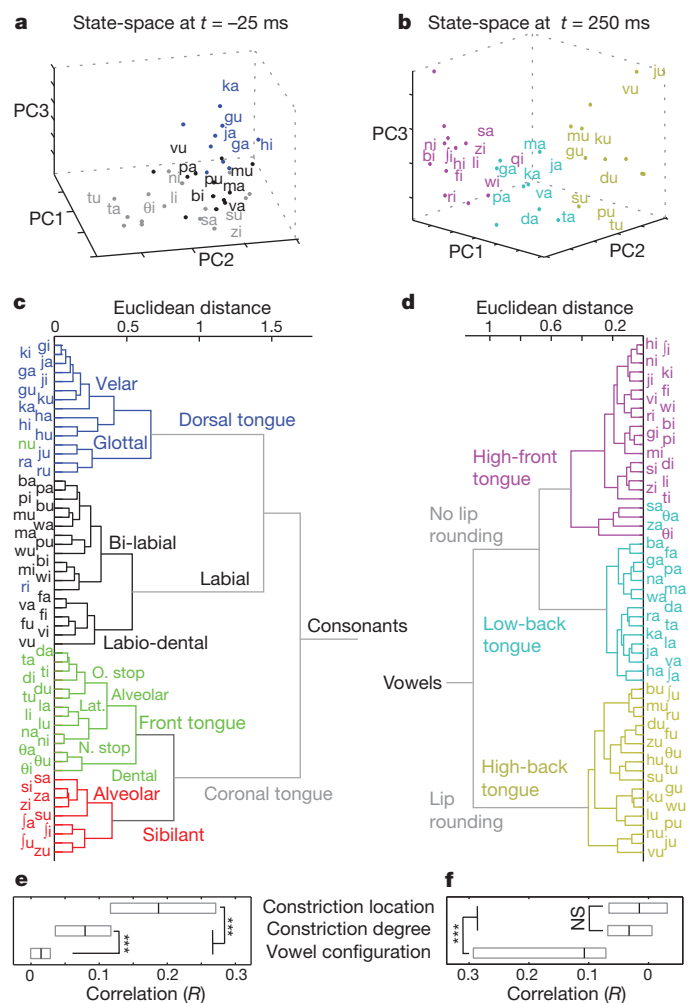 a State-space at t = –25 ms
PC3
PC1
PC2
ka
gu
ja
ga hi
vu
pa
ni
pu
mu
bi
ma
va
tu
ta
θi
li
sa
su
zi
b State-space at t = 250 ms
PC3
PC1
PC2
ju
vu
ni
sa
zi
bi ʃi hi li
fi
ri
wi
gi
ma
ga
ja
ka
pa
va
da
ta
mu ku
gu
du
su
pu
tu
c Euclidean distance
0 0.5 1 1.5
gi
ki
ja
ga
ji
gu
ku
ka
ha
hi
hu
nu
ju
ra
ru
ba
pa
pi
bu
mu
wa
ma
pu
wu
bi
mi
wi
ri
fa
va
fi
fu
vi
vu
da
ta
ti
di
du
tu
la
li
lu
na
ni
θa
θu
θi
sa
si
za
zi
su
ʃa
ʃi
ʃu
zu
Velar
Glottal
Dorsal tongue
Bi-labial
Labial
Labio-dental
Consonants
O. stop
Alveolar
Lat.
Front tongue
N. stop
Dental
Coronal tongue
Alveolar
Sibilant
d Euclidean distance
1 0.6 0.2
hi
ʃi
ni
ki
ji
fi
vi
wi
ri
bi
gi
pi
mi
di
si
li
zi
ti
sa
θa
za
θi
ba
fa
ga
pa
na
ma
wa
da
ra
ta
ka
la
ja
va
ha
ʃa
bu
ʃu
mu
ru
du
fu
zu
θu
hu
tu
su
gu
ku
wu
lu
pu
nu
ju
vu
High-front
tongue
No lip
rounding
Low-back
tongue
Vowels
High-back
tongue
Lip
rounding
e
***
***
0 0.1 0.2 0.3
Correlation (R)
Constriction location
Constriction degree
Vowel configuration
f
***
NS
0.3 0.1 0
Correlation (R)